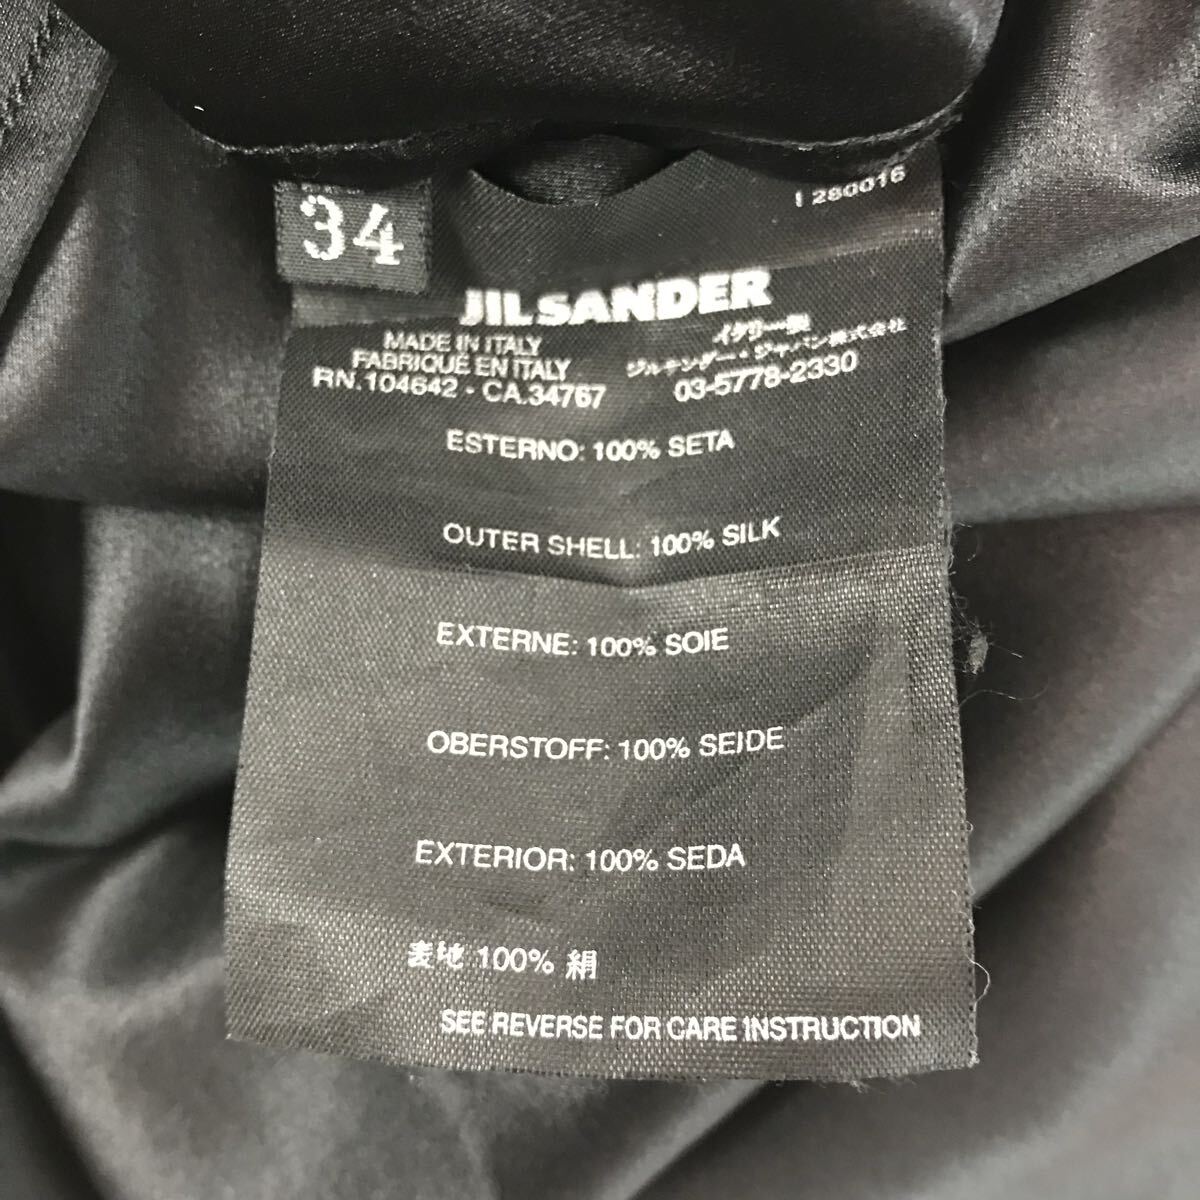 34
I 280016
JIL SANDER
MADE IN ITALY
FABRIQUÉ EN ITALY
RN.104642 - CA.34767
イタリー製
ジルサンダー・ジャパン株式会社
03-5778-2330
ESTERNO: 100% SETA
OUTER SHELL: 100% SILK
EXTERNE: 100% SOIE
OBERSTOFF: 100% SEIDE
EXTERIOR: 100% SEDA
表地 100% 絹
SEE REVERSE FOR CARE INSTRUCTION